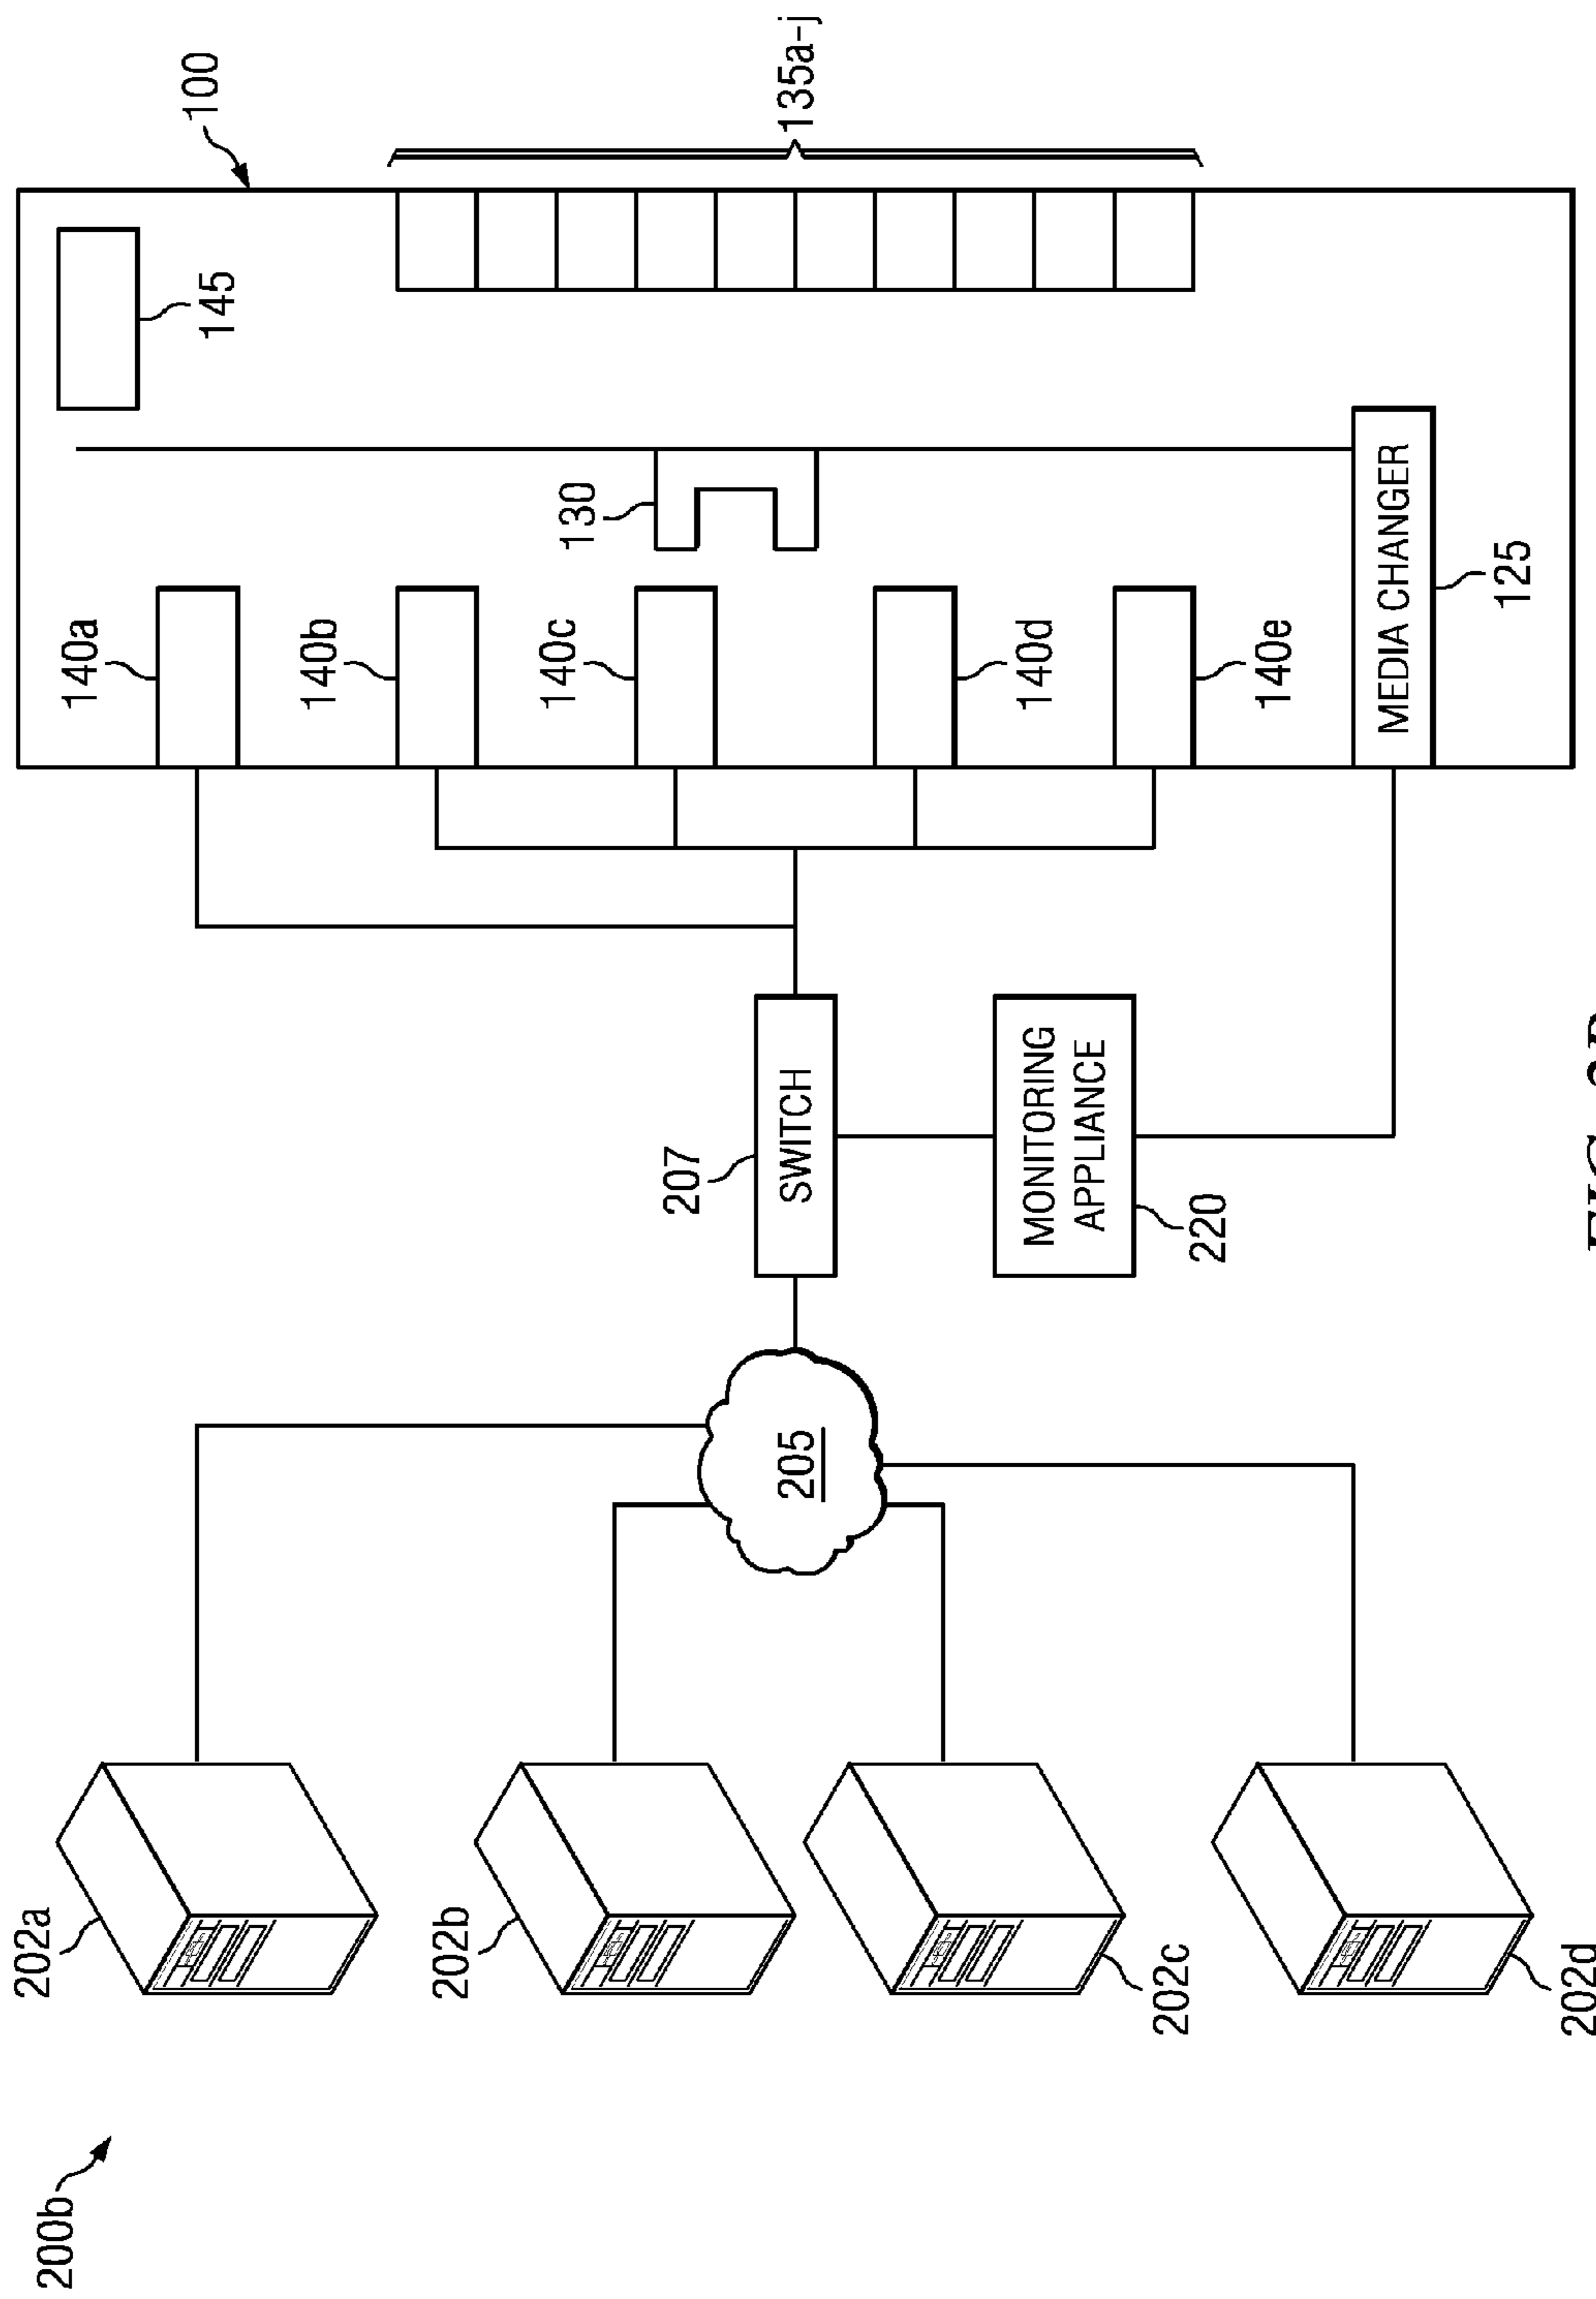 200b
202a
140a
100
145
140b
202b
140c
130
207
205
SWITCH
135a-j
140d
MONITORING
APPLIANCE
202c
220
140e
MEDIA CHANGER
125
202d